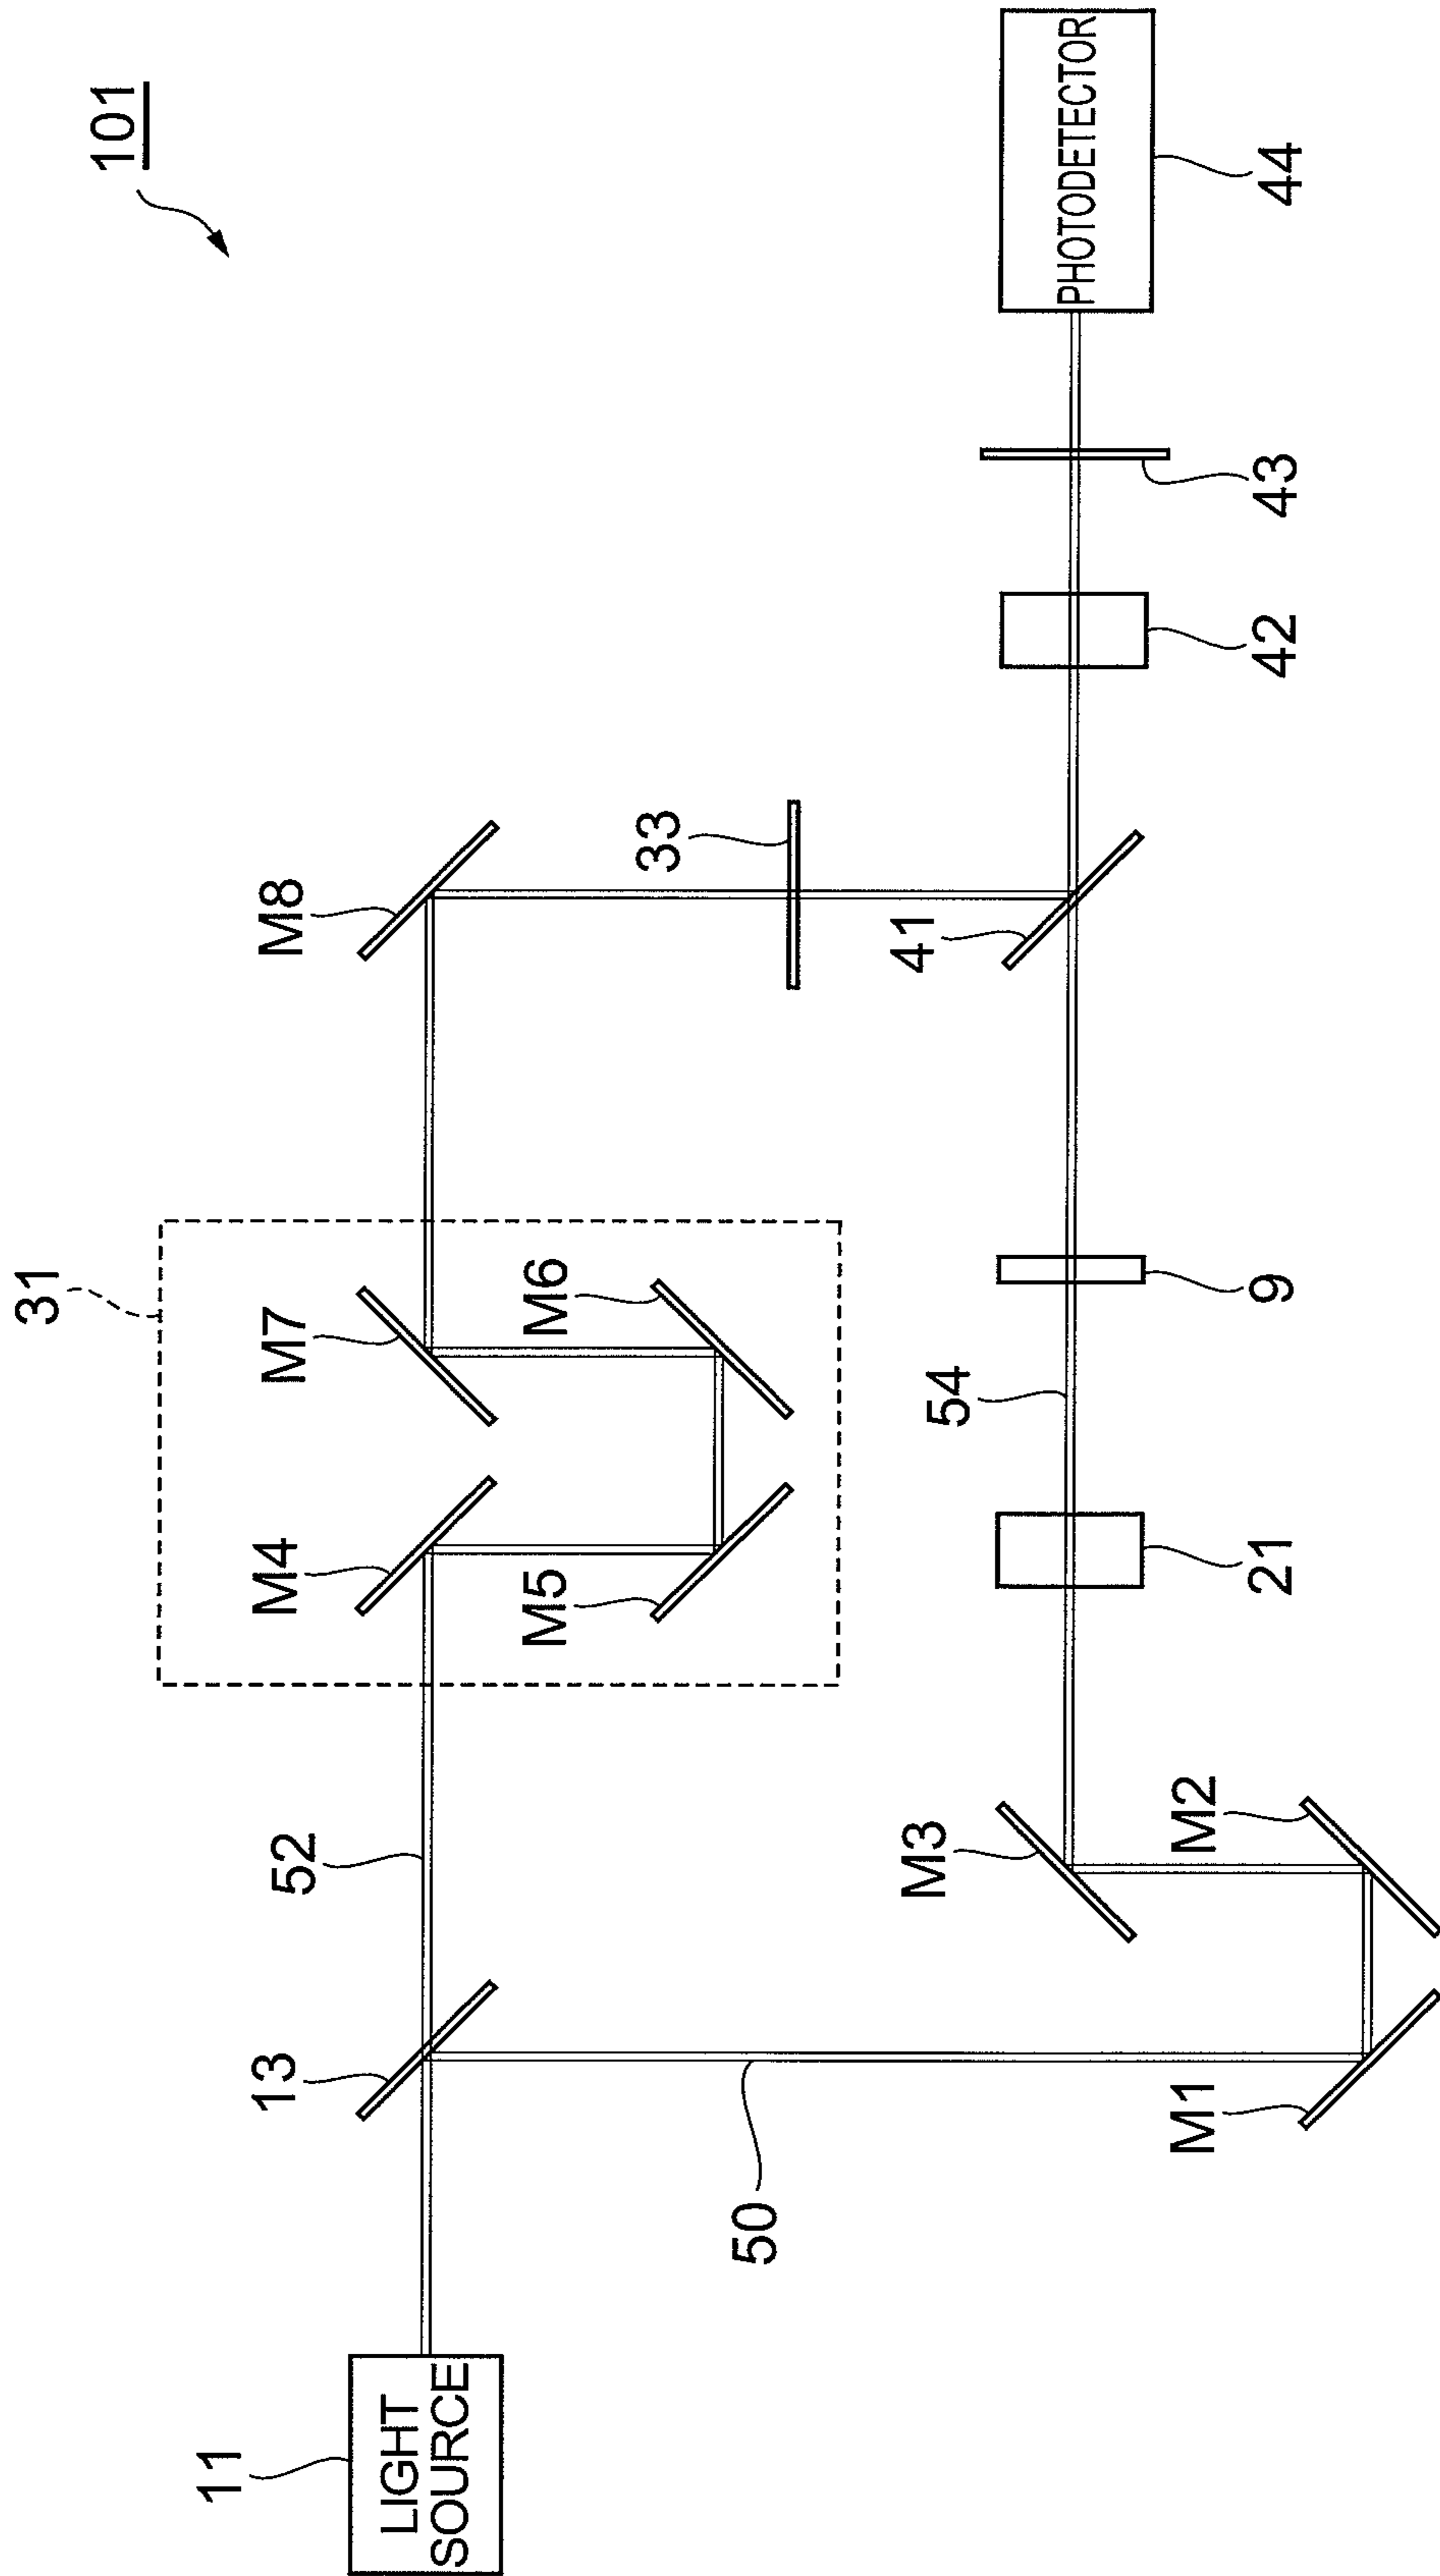 101
31
M4
M7
M8
M5
M6
33
11
LIGHT
SOURCE
13
52
50
M3
54
41
PHOTODETECTOR
M1
M2
21
9
42
43
44